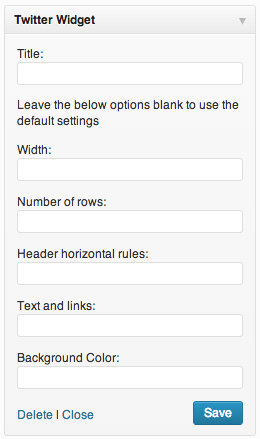 Twitter Widget
Title:
Leave the below options blank to use the
default settings
Width:
Number of rows:
Header horizontal rules:
Text and links:
Background Color:
Delete | Close
Save